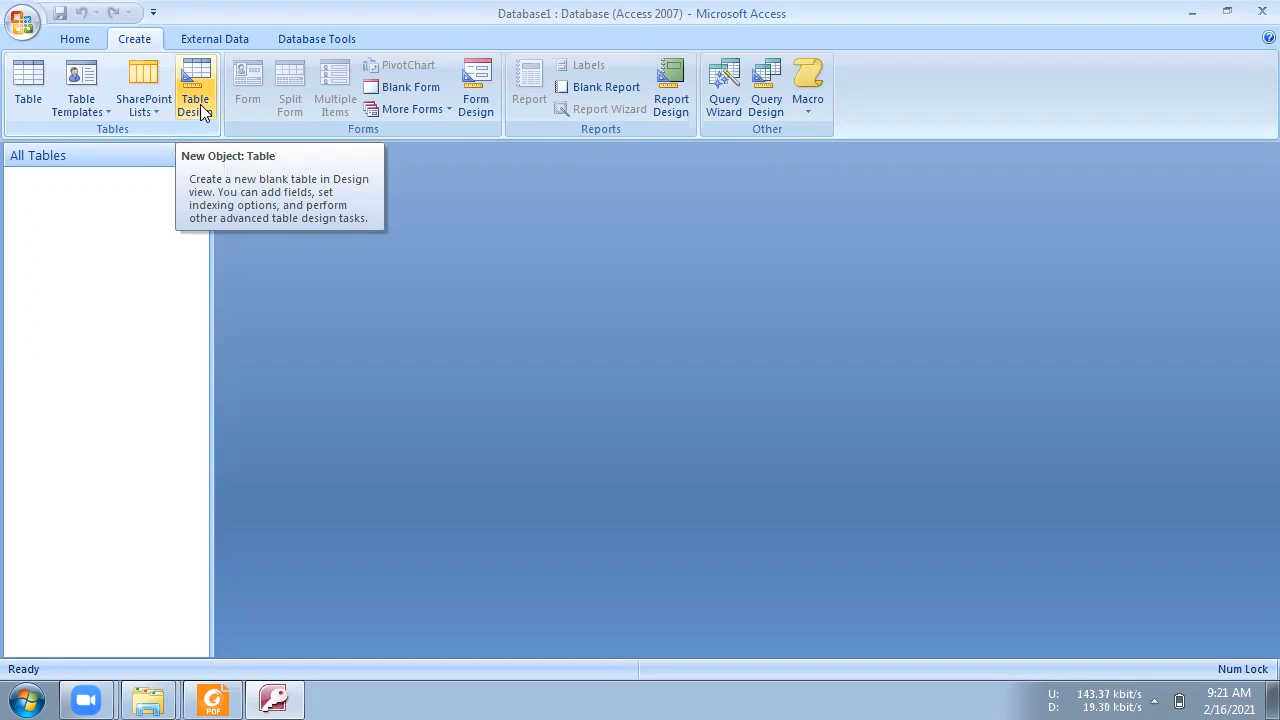 Database1 : Database (Access 2007) - Microsoft Access
Home Create External Data Database Tools
Table
Table Templates
SharePoint Lists
Table Design
Tables
Form
Split Form
Multiple Items
PivotChart
Blank Form
More Forms
Form Design
Forms
Report
Labels
Blank Report
Report Wizard
Report Design
Reports
Query Wizard
Query Design
Macro
Other
All Tables
New Object: Table
Create a new blank table in Design
view. You can add fields, set
indexing options, and perform
other advanced table design tasks.
Ready
Num Lock
PDF
U: 143.37 kbit/s
D: 19.30 kbit/s
9:21 AM
2/16/2021